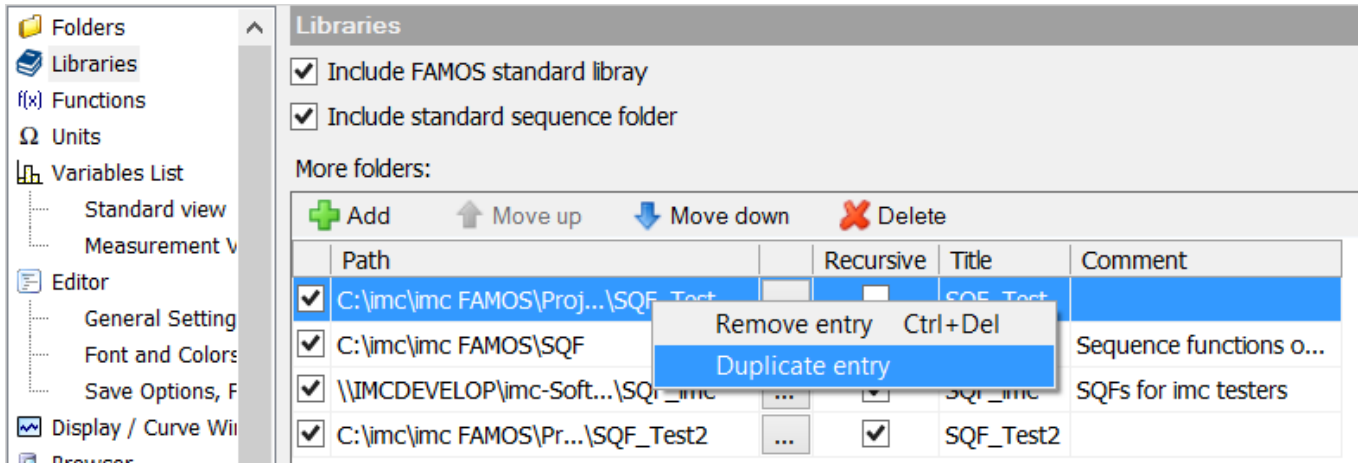 Folders
Libraries
f(x) Functions
Ω Units
Variables List
Standard view
Measurement V
Editor
General Setting
Font and Colors
Save Options, F
Display / Curve Wi
Browser
Libraries
Include FAMOS standard libray
Include standard sequence folder
More folders:
Add Move up Move down Delete
Path Recursive Title Comment
C:\imc\imc FAMOS\Proj...\SQF_Test ... SQF_Test
Remove entry Ctrl+Del
C:\imc\imc FAMOS\SQF Sequence functions o...
Duplicate entry
\\IMCDEVELOP\imc-Soft...\SQF_imc ... SQF_imc SQFs for imc testers
C:\imc\imc FAMOS\Pr...\SQF_Test2 ... SQF_Test2